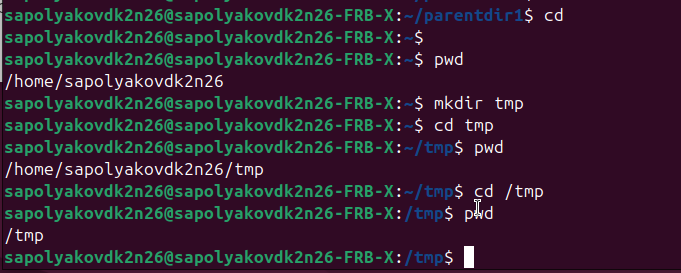 sapolyakovdk2n26@sapolyakovdk2n26-FRB-X:~/parentdir1$ cd
sapolyakovdk2n26@sapolyakovdk2n26-FRB-X:~$
sapolyakovdk2n26@sapolyakovdk2n26-FRB-X:~$ pwd
/home/sapolyakovdk2n26
sapolyakovdk2n26@sapolyakovdk2n26-FRB-X:~$ mkdir tmp
sapolyakovdk2n26@sapolyakovdk2n26-FRB-X:~$ cd tmp
sapolyakovdk2n26@sapolyakovdk2n26-FRB-X:~/tmp$ pwd
/home/sapolyakovdk2n26/tmp
sapolyakovdk2n26@sapolyakovdk2n26-FRB-X:~/tmp$ cd /tmp
sapolyakovdk2n26@sapolyakovdk2n26-FRB-X:/tmp$ pwd
/tmp
sapolyakovdk2n26@sapolyakovdk2n26-FRB-X:/tmp$